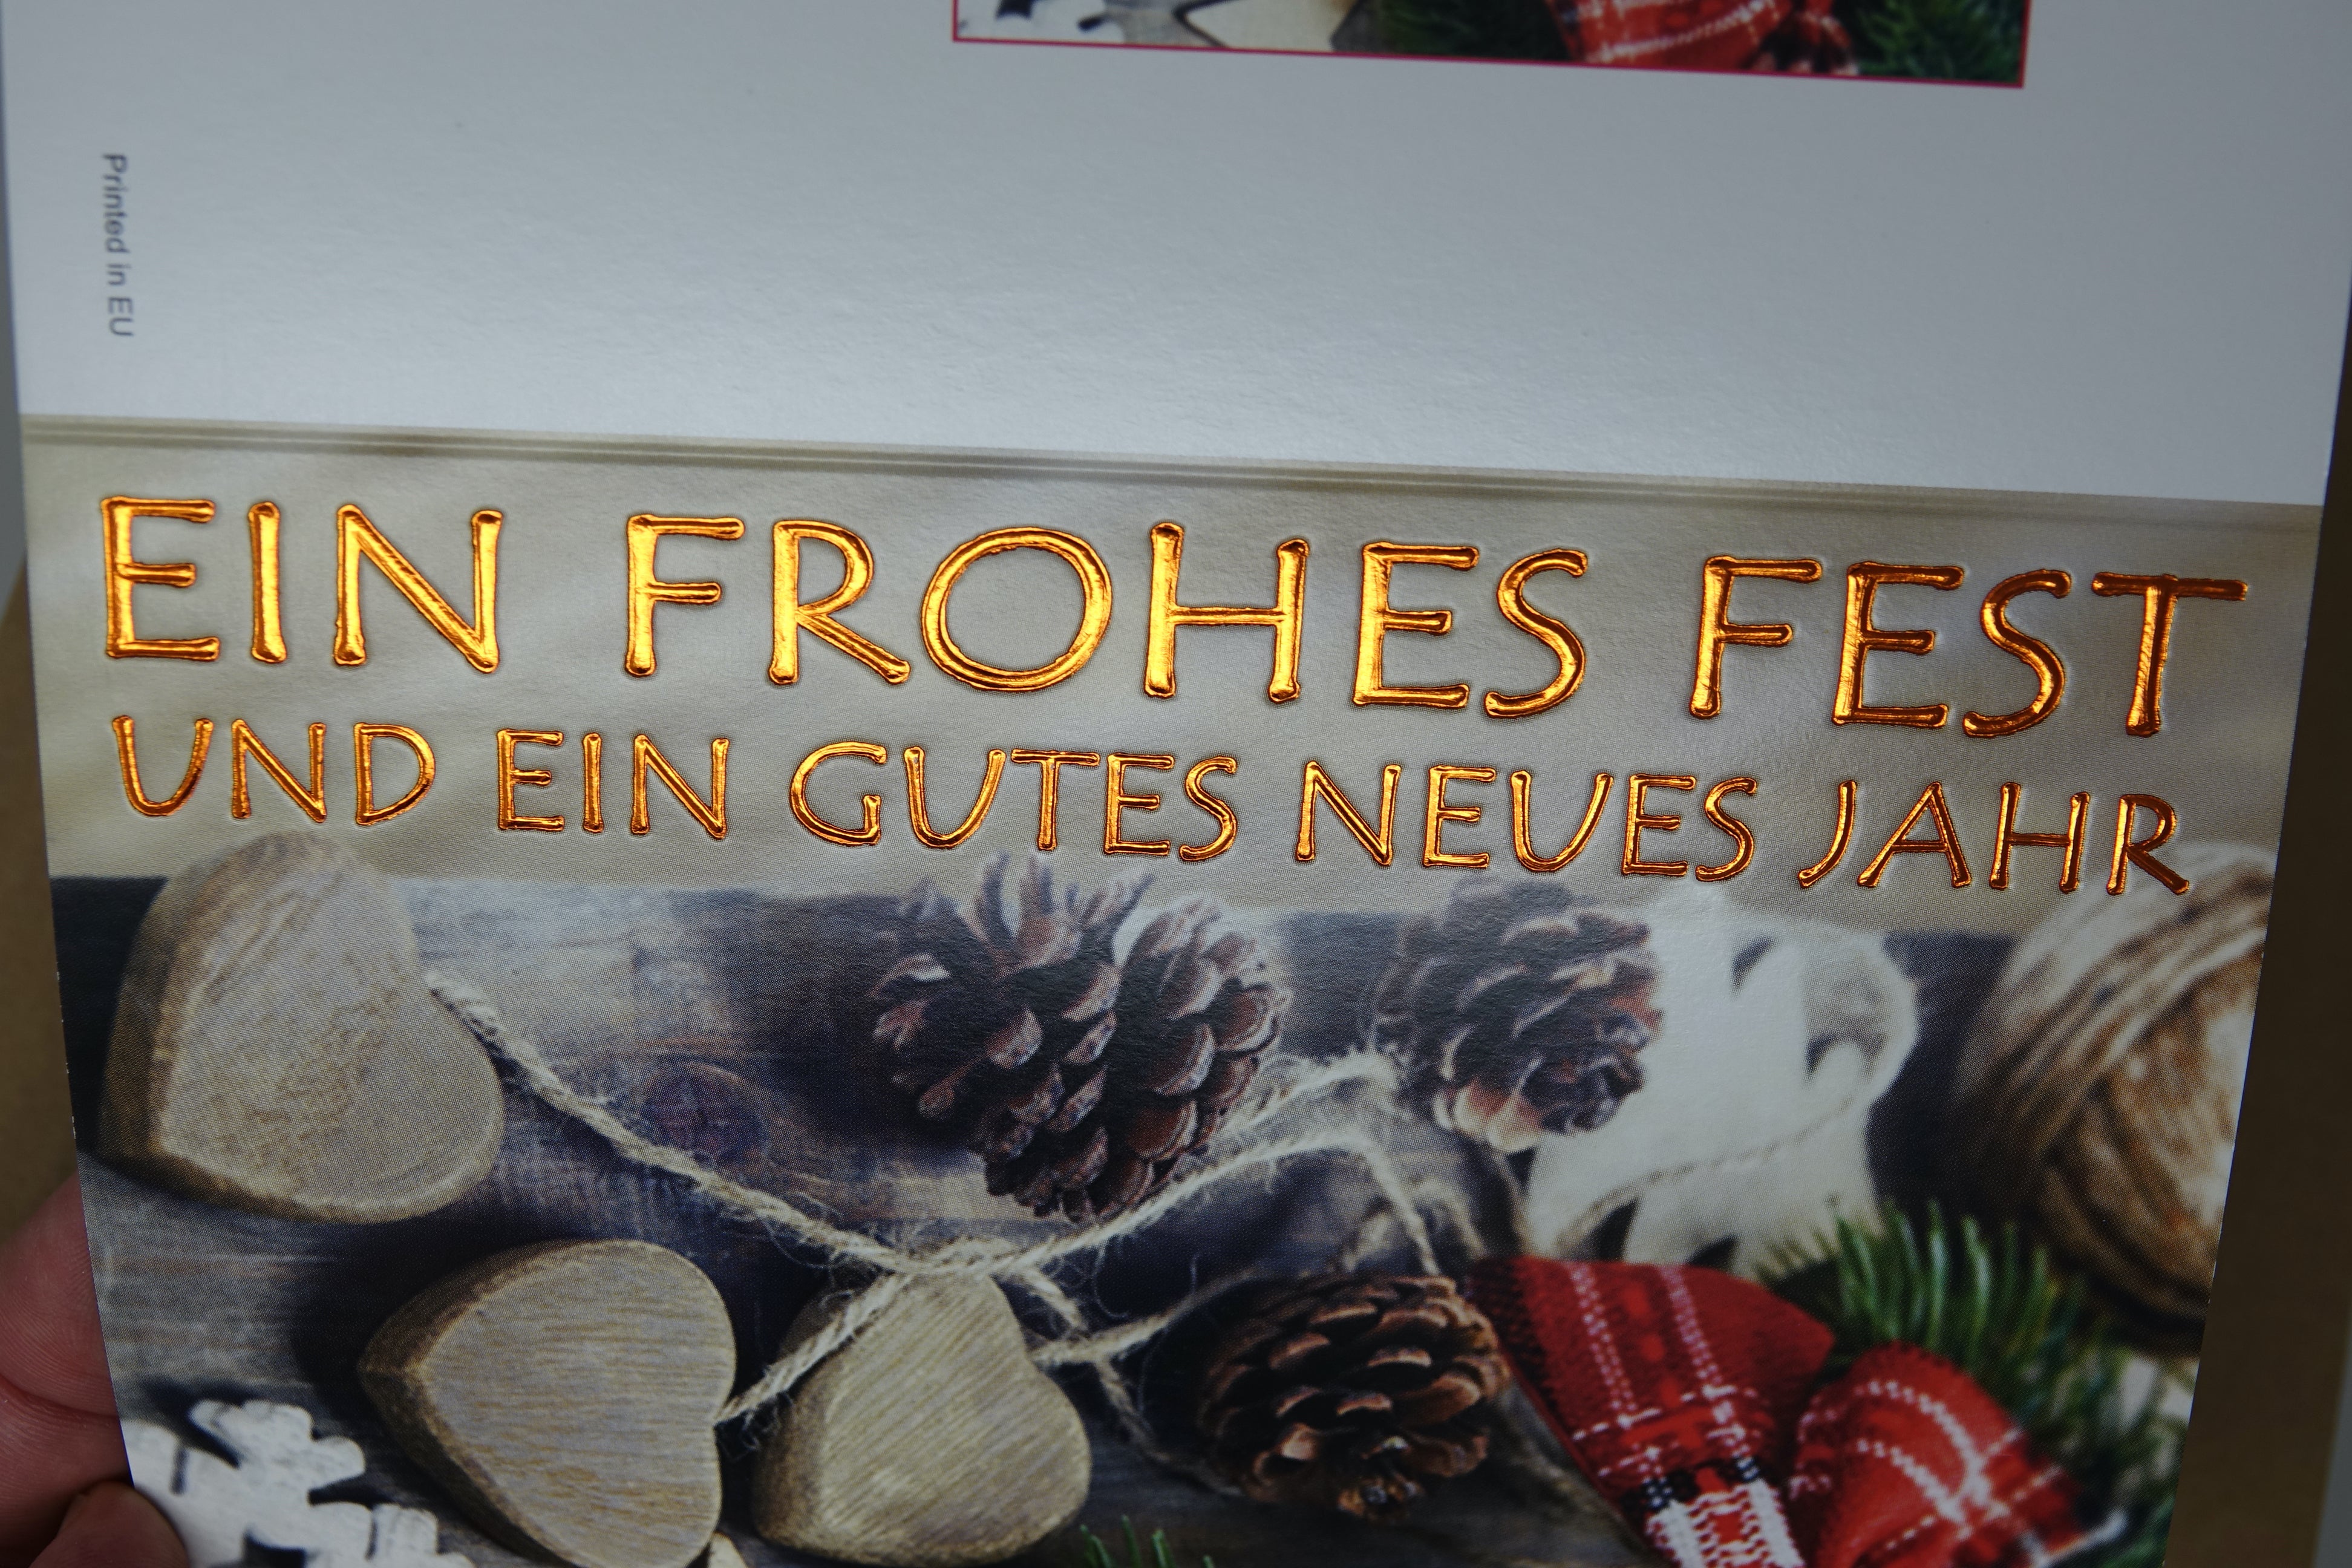 Printed in EU
EIN FROHES FEST
UND EIN GUTES NEUES JAHR